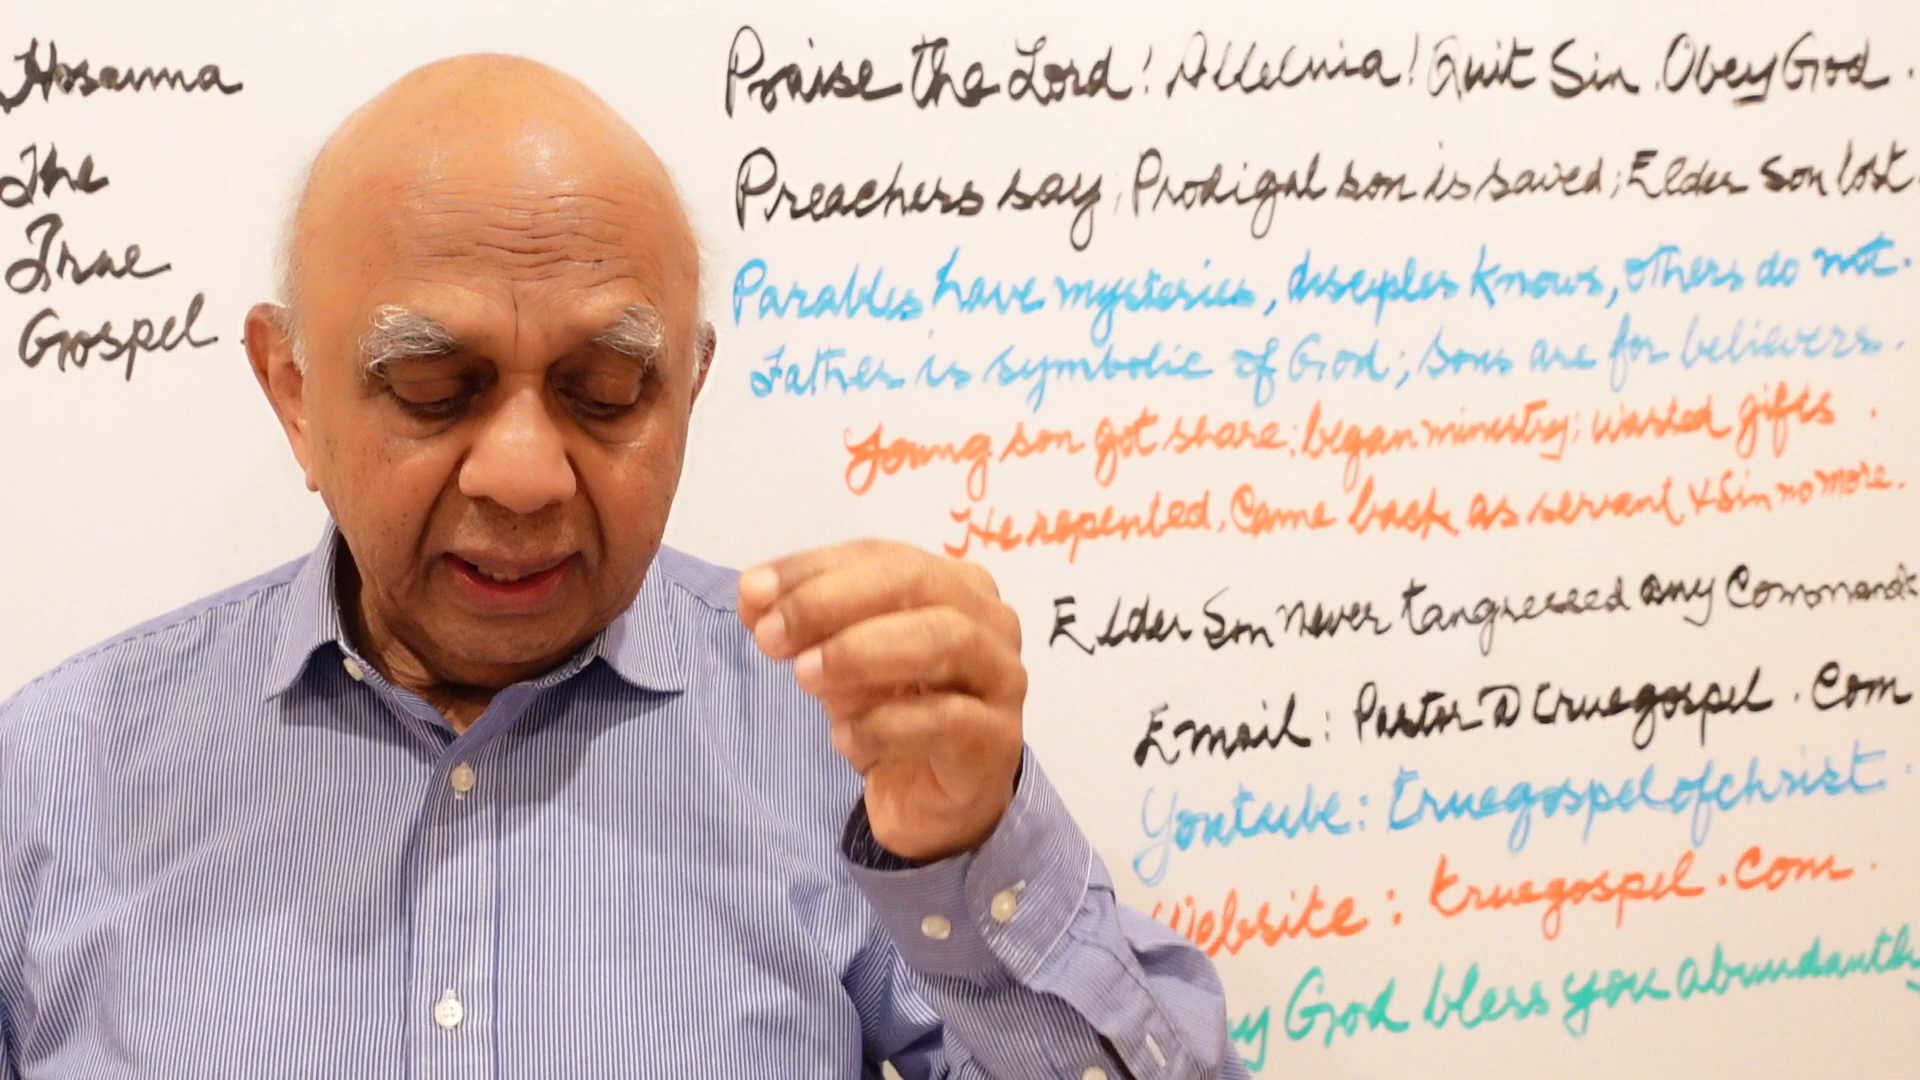 Hosanna
The
True
Gospel.
Praise the Lord! Alleluia! Quit Sin. Obey God.
Preachers say, Prodigal son is saved; Elder Son lost.
Parables have mysteries, disciples knows, others do not.
Father is symbolic of God; Sons are for believers.
Young son got share; began ministry; wasted gifts.
He repented, Came back as servant & Sin no more.
Elder Son never tangressed any Commands
Email: Pastor@truegospel.com
Youtube: truegospelofchrist.
Website: truegospel.com.
God bless you abundantly